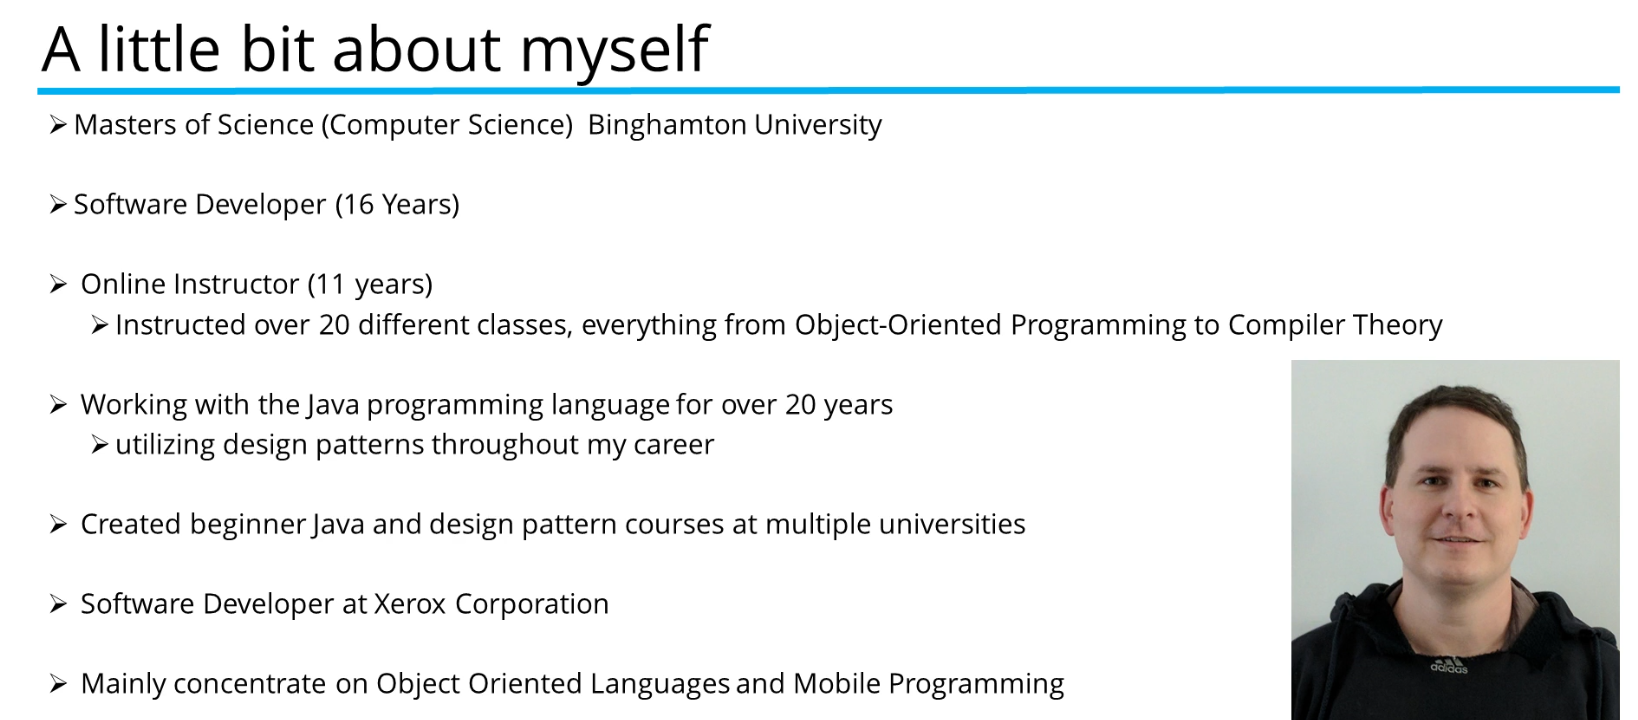 A little bit about myself
➢ Masters of Science (Computer Science)  Binghamton University
➢ Software Developer (16 Years)
➢ Online Instructor (11 years)
➢ Instructed over 20 different classes, everything from Object-Oriented Programming to Compiler Theory
➢ Working with the Java programming language for over 20 years
➢ utilizing design patterns throughout my career
➢ Created beginner Java and design pattern courses at multiple universities
➢ Software Developer at Xerox Corporation
➢ Mainly concentrate on Object Oriented Languages and Mobile Programming
adidas